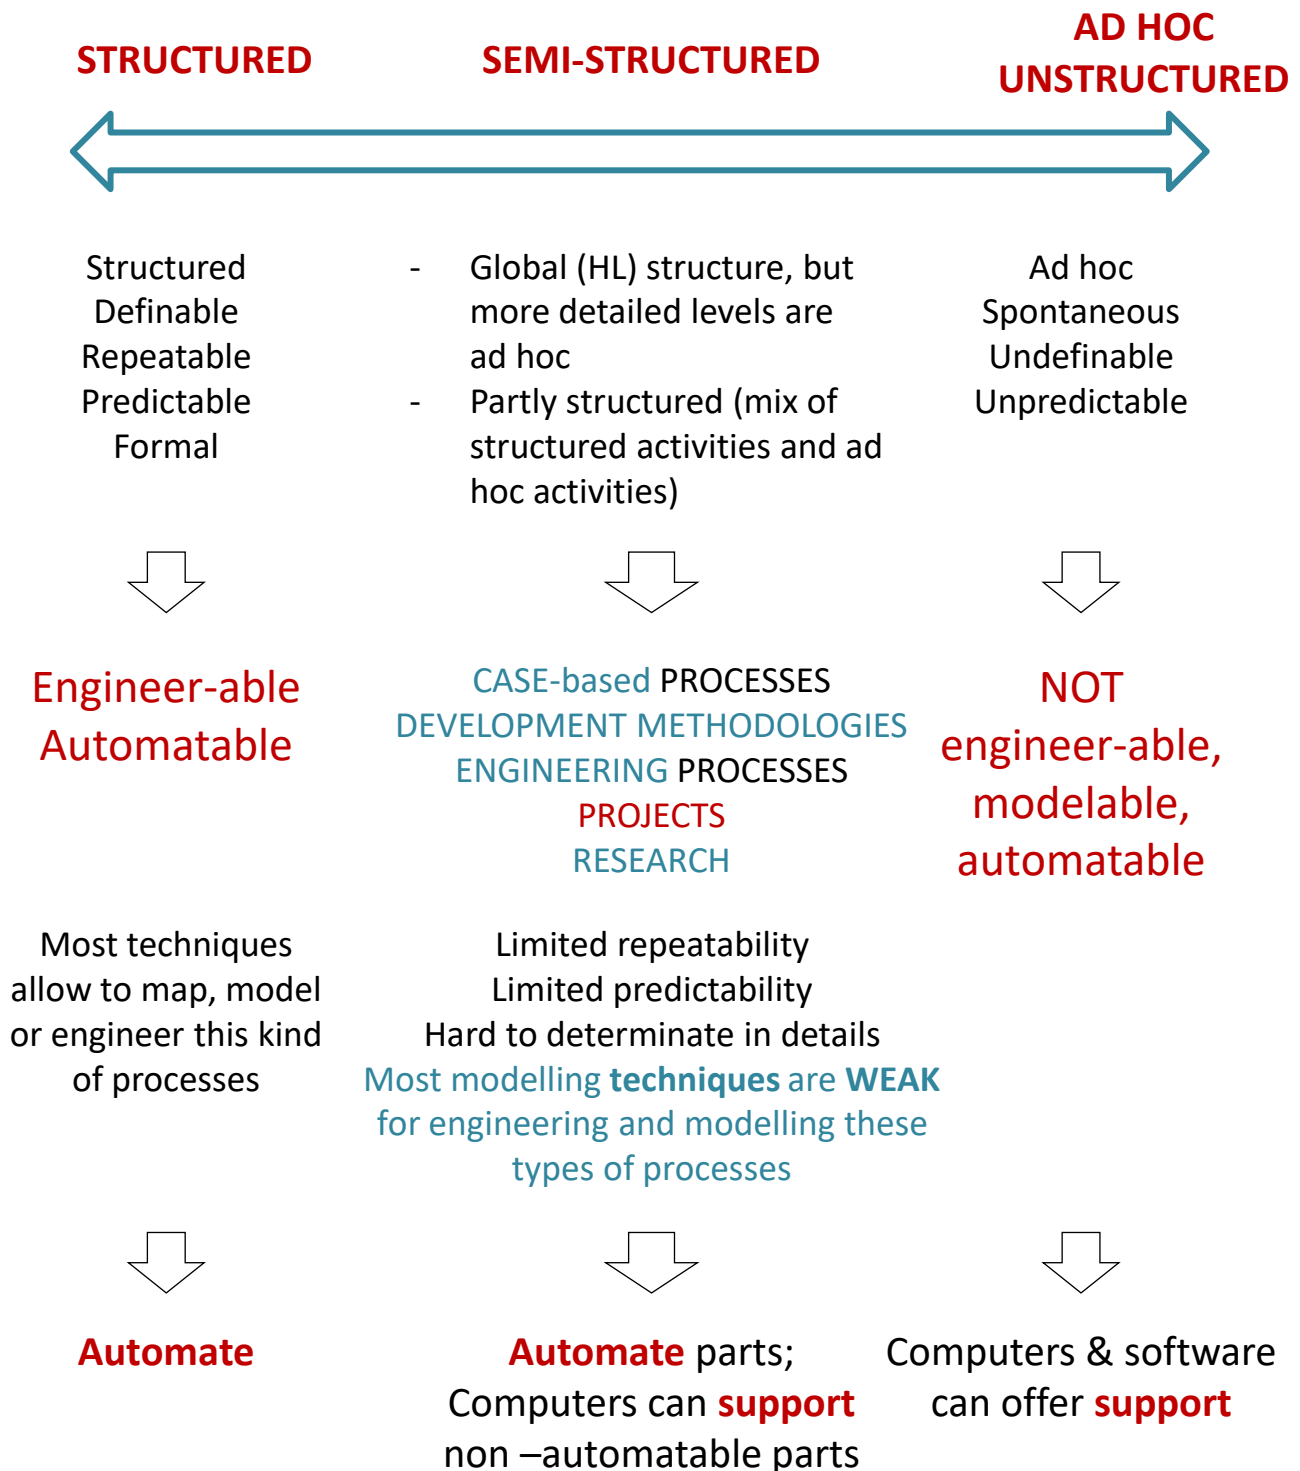 STRUCTURED
SEMI-STRUCTURED
AD HOC
UNSTRUCTURED
Structured
Definable
Repeatable
Predictable
Formal
- Global (HL) structure, but
more detailed levels are
ad hoc
- Partly structured (mix of
structured activities and ad
hoc activities)
Ad hoc
Spontaneous
Undefinable
Unpredictable
Engineer-able
Automatable
CASE-based PROCESSES
DEVELOPMENT METHODOLOGIES
ENGINEERING PROCESSES
PROJECTS
RESEARCH
NOT
engineer-able,
modelable,
automatable
Most techniques
allow to map, model
or engineer this kind
of processes
Limited repeatability
Limited predictability
Hard to determinate in details
Most modelling techniques are WEAK
for engineering and modelling these
types of processes
Automate
Automate parts;
Computers can support
non –automatable parts
Computers & software
can offer support